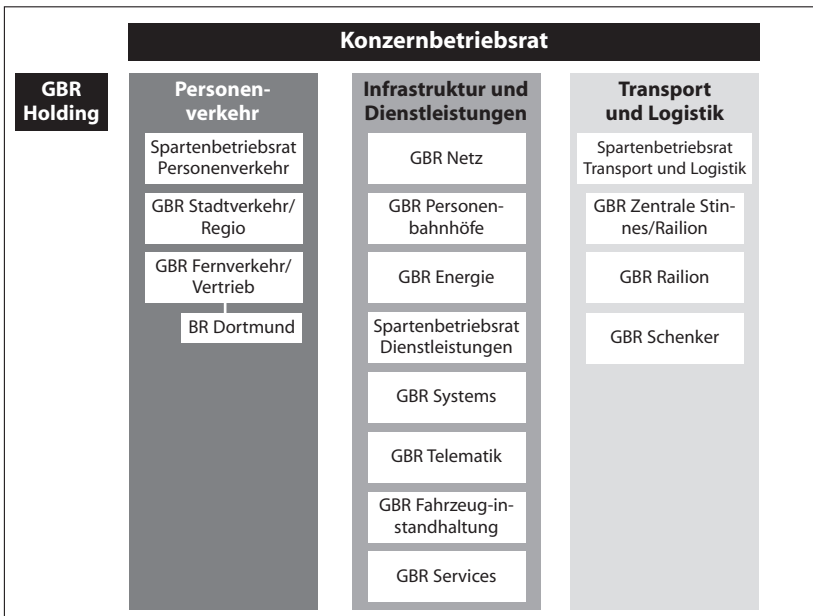 Konzernbetriebsrat
GBR
Holding
Personen-
verkehr
Spartenbetriebsrat
Personenverkehr
GBR Stadtverkehr/
Regio
GBR Fernverkehr/
Vertrieb
BR Dortmund
Infrastruktur und
Dienstleistungen
GBR Netz
GBR Personen-
bahnhöfe
GBR Energie
Spartenbetriebsrat
Dienstleistungen
GBR Systems
GBR Telematik
GBR Fahrzeug-in-
standhaltung
GBR Services
Transport
und Logistik
Spartenbetriebsrat
Transport und Logistik
GBR Zentrale Stin-
nes/Railion
GBR Railion
GBR Schenker